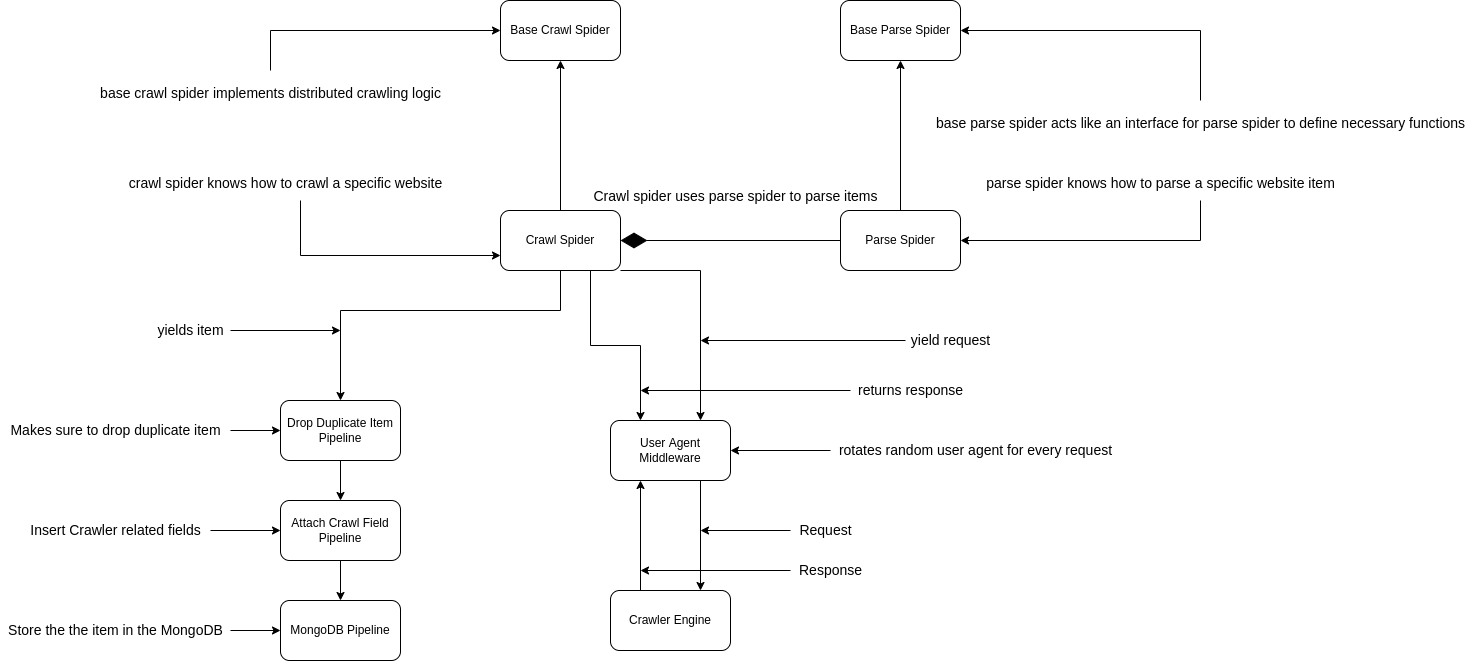 Base Crawl Spider
Base Parse Spider
base crawl spider implements distributed crawling logic
base parse spider acts like an interface for parse spider to define necessary functions
crawl spider knows how to crawl a specific website
parse spider knows how to parse a specific website item
Crawl spider uses parse spider to parse items
Crawl Spider
Parse Spider
yields item
yield request
returns response
Drop Duplicate Item
Pipeline
Makes sure to drop duplicate item
User Agent
Middleware
rotates random user agent for every request
Attach Crawl Field
Pipeline
Insert Crawler related fields
Request
Response
Crawler Engine
MongoDB Pipeline
Store the the item in the MongoDB